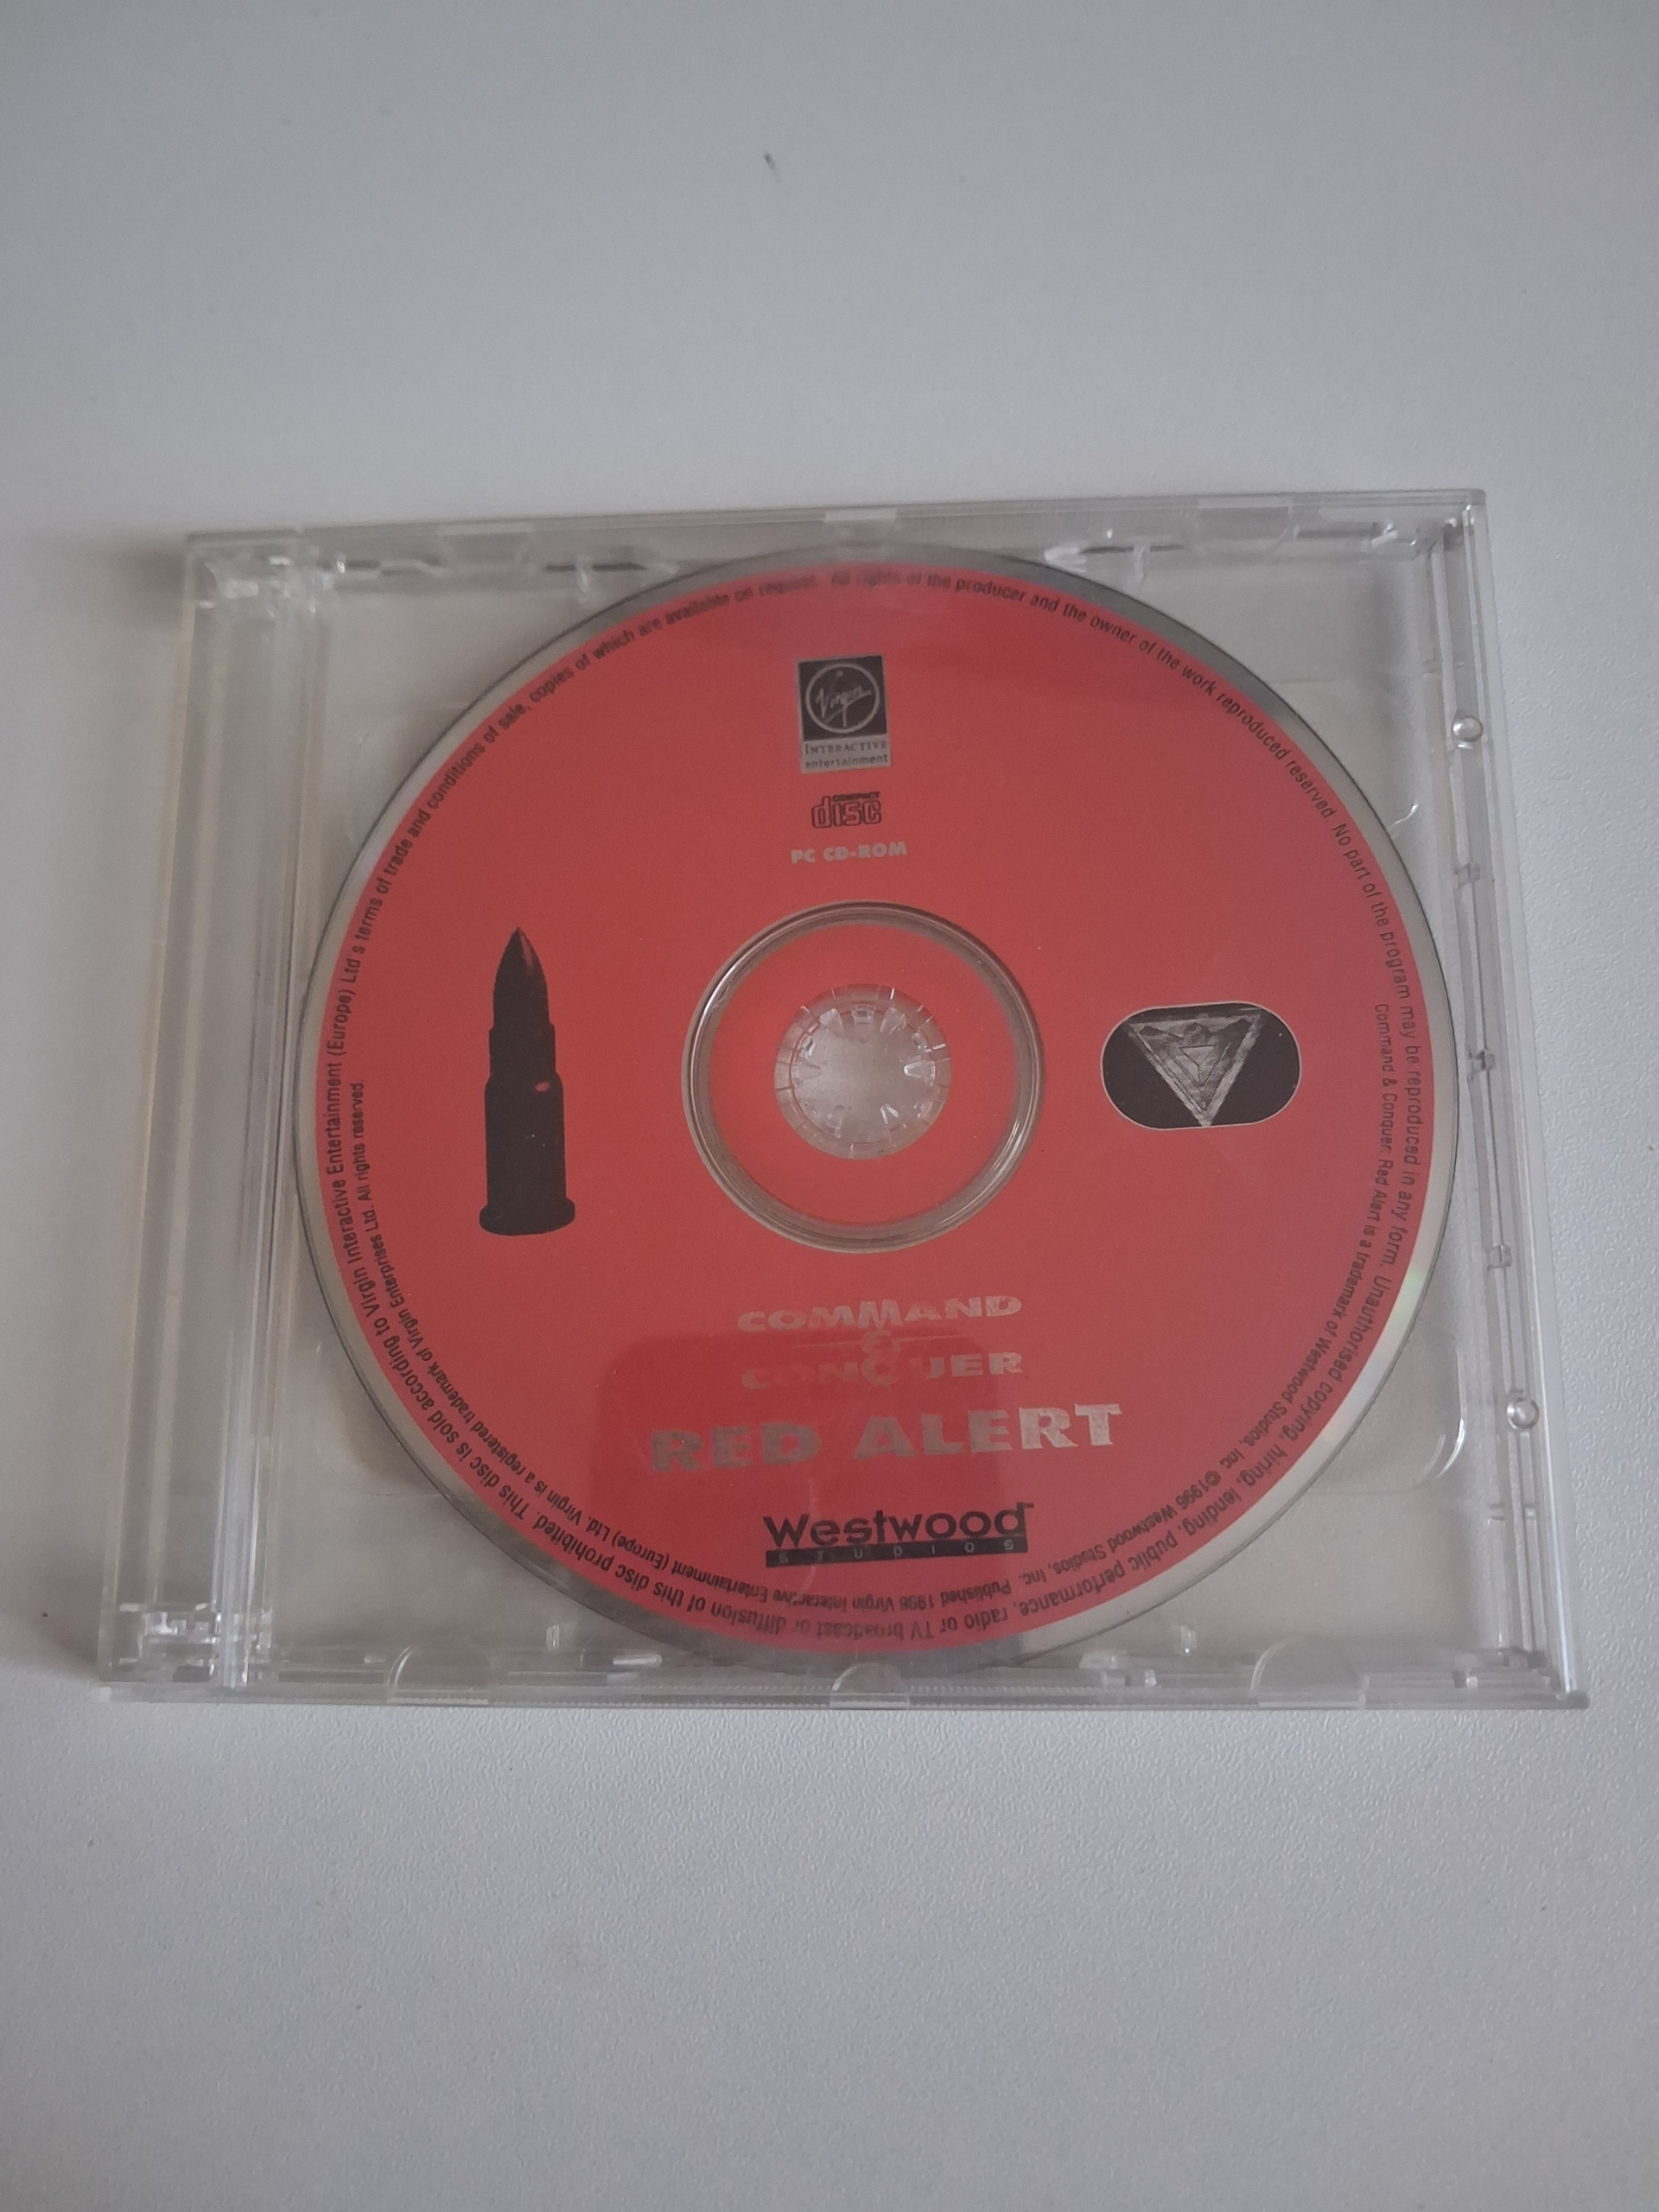 Virgin
INTERACTIVE
entertainment
COMPACT
disc
PC CD-ROM
COMMAND
&
CONQUER
RED ALERT
Westwood™
STUDIOS
This disc is sold according to Virgin Interactive Entertainment (Europe) Ltd's terms of trade and conditions of sale, copies of which are available on request. All rights of the producer and the owner of the work reproduced reserved. No part of the program may be reproduced in any form. Unauthorised copying, hiring, lending, public performance, radio or TV broadcast or diffusion of this disc prohibited.
Command & Conquer: Red Alert is a trademark of Westwood Studios, Inc. ©1996 Westwood Studios, Inc. Published 1996 Virgin Interactive Entertainment (Europe) Ltd. Virgin is a registered trademark of Virgin Enterprises Ltd. All rights reserved.